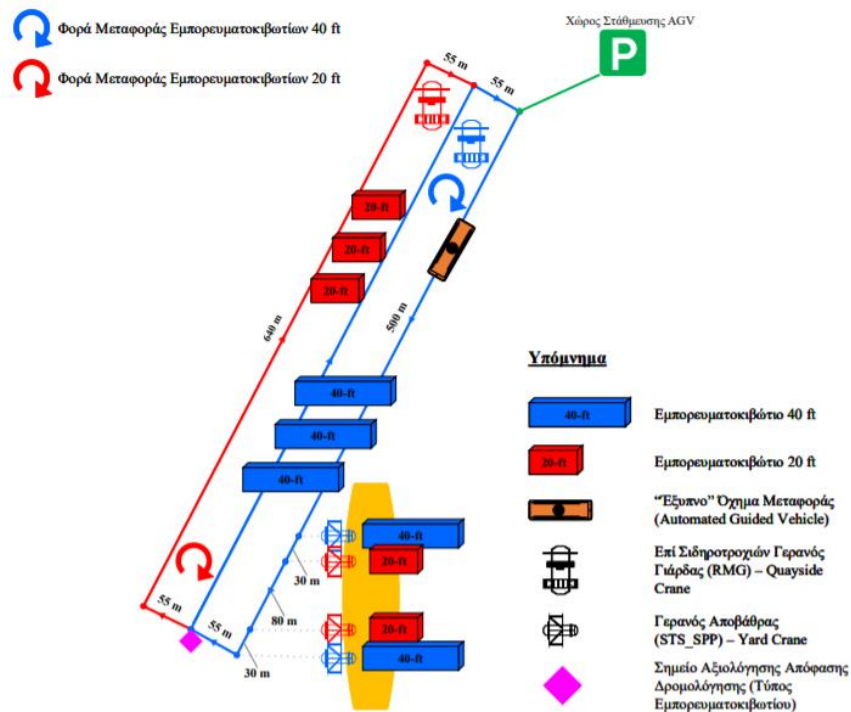 Χώρος Στάθμευσης AGV
P
Φορά Μεταφοράς Εμπορευματοκιβωτίων 40 ft
Φορά Μεταφοράς Εμπορευματοκιβωτίων 20 ft
55 m
55 m
20-ft
20-ft
20-ft
640 m
500 m
40-ft
40-ft
40-ft
40-ft
20-ft
30 m
80 m
20-ft
40-ft
30 m
55 m
55 m
Υπόμνημα
40-ft
Εμπορευματοκιβώτιο 40 ft
20-ft
Εμπορευματοκιβώτιο 20 ft
“Έξυπνο” Όχημα Μεταφοράς
(Automated Guided Vehicle)
Επί Σιδηροτροχιών Γερανός
Γιάρδας (RMG) – Quayside
Crane
Γερανός Αποβάθρας
(STS_SPP) – Yard Crane
Σημείο Αξιολόγησης Απόφασης
Δρομολόγησης (Τύπος
Εμπορευματοκιβωτίου)